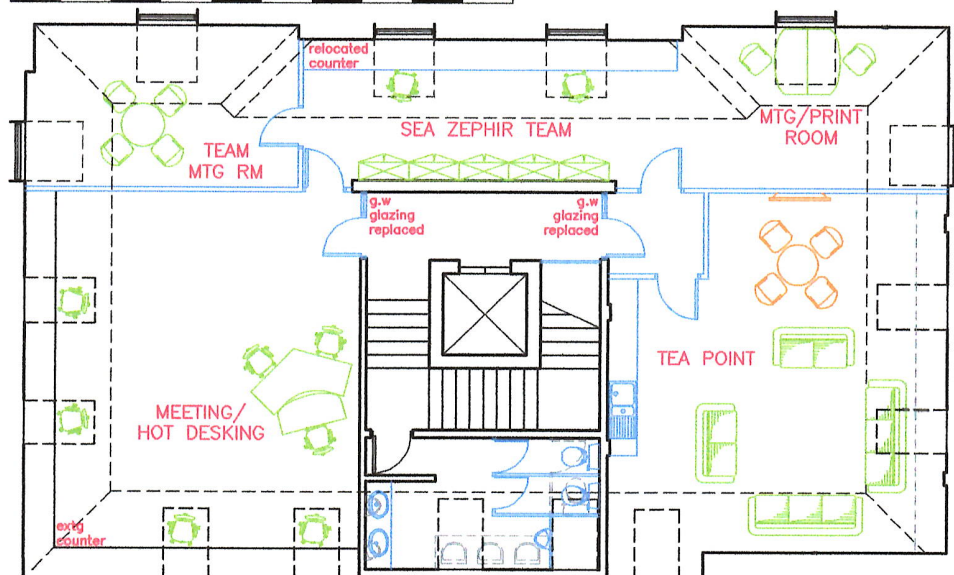 relocated
counter
SEA ZEPHIR TEAM
MTG/PRINT
ROOM
TEAM
MTG RM
g.w
glazing
replaced
g.w
glazing
replaced
TEA POINT
MEETING/
HOT DESKING
extg
counter